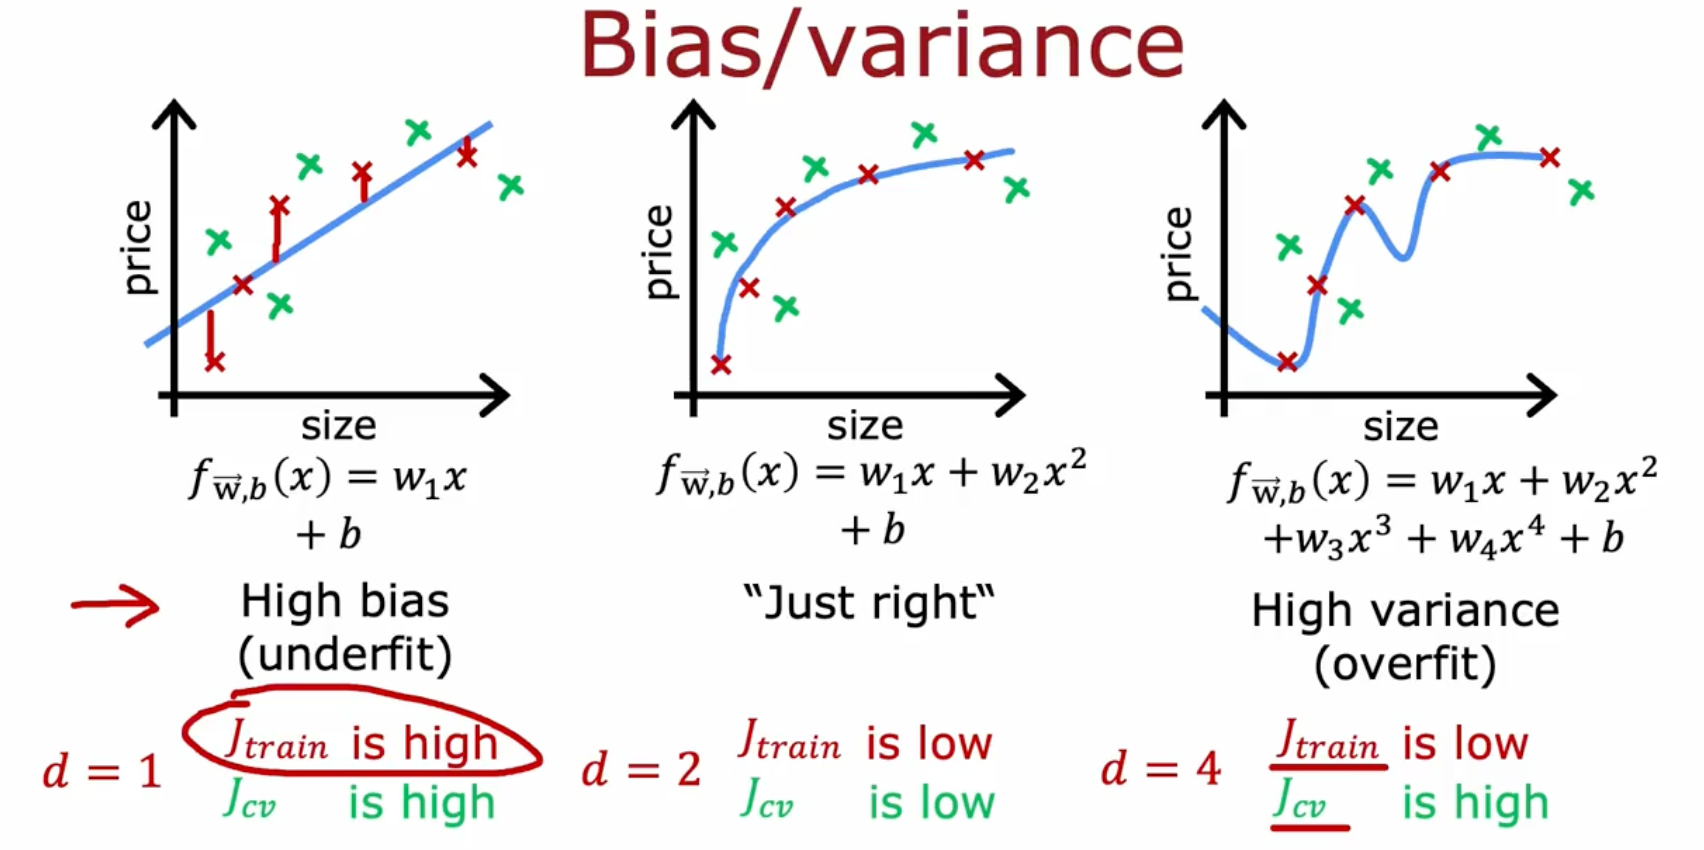 Bias/variance
price
size
f_{\vec{w},b}(x) = w_1x
+ b
High bias
(underfit)
d = 1
J_{train} is high
J_{cv} is high
price
size
f_{\vec{w},b}(x) = w_1x + w_2x^2
+ b
“Just right“
d = 2
J_{train} is low
J_{cv} is low
price
size
f_{\vec{w},b}(x) = w_1x + w_2x^2
+w_3x^3 + w_4x^4 + b
High variance
(overfit)
d = 4
J_{train} is low
J_{cv} is high